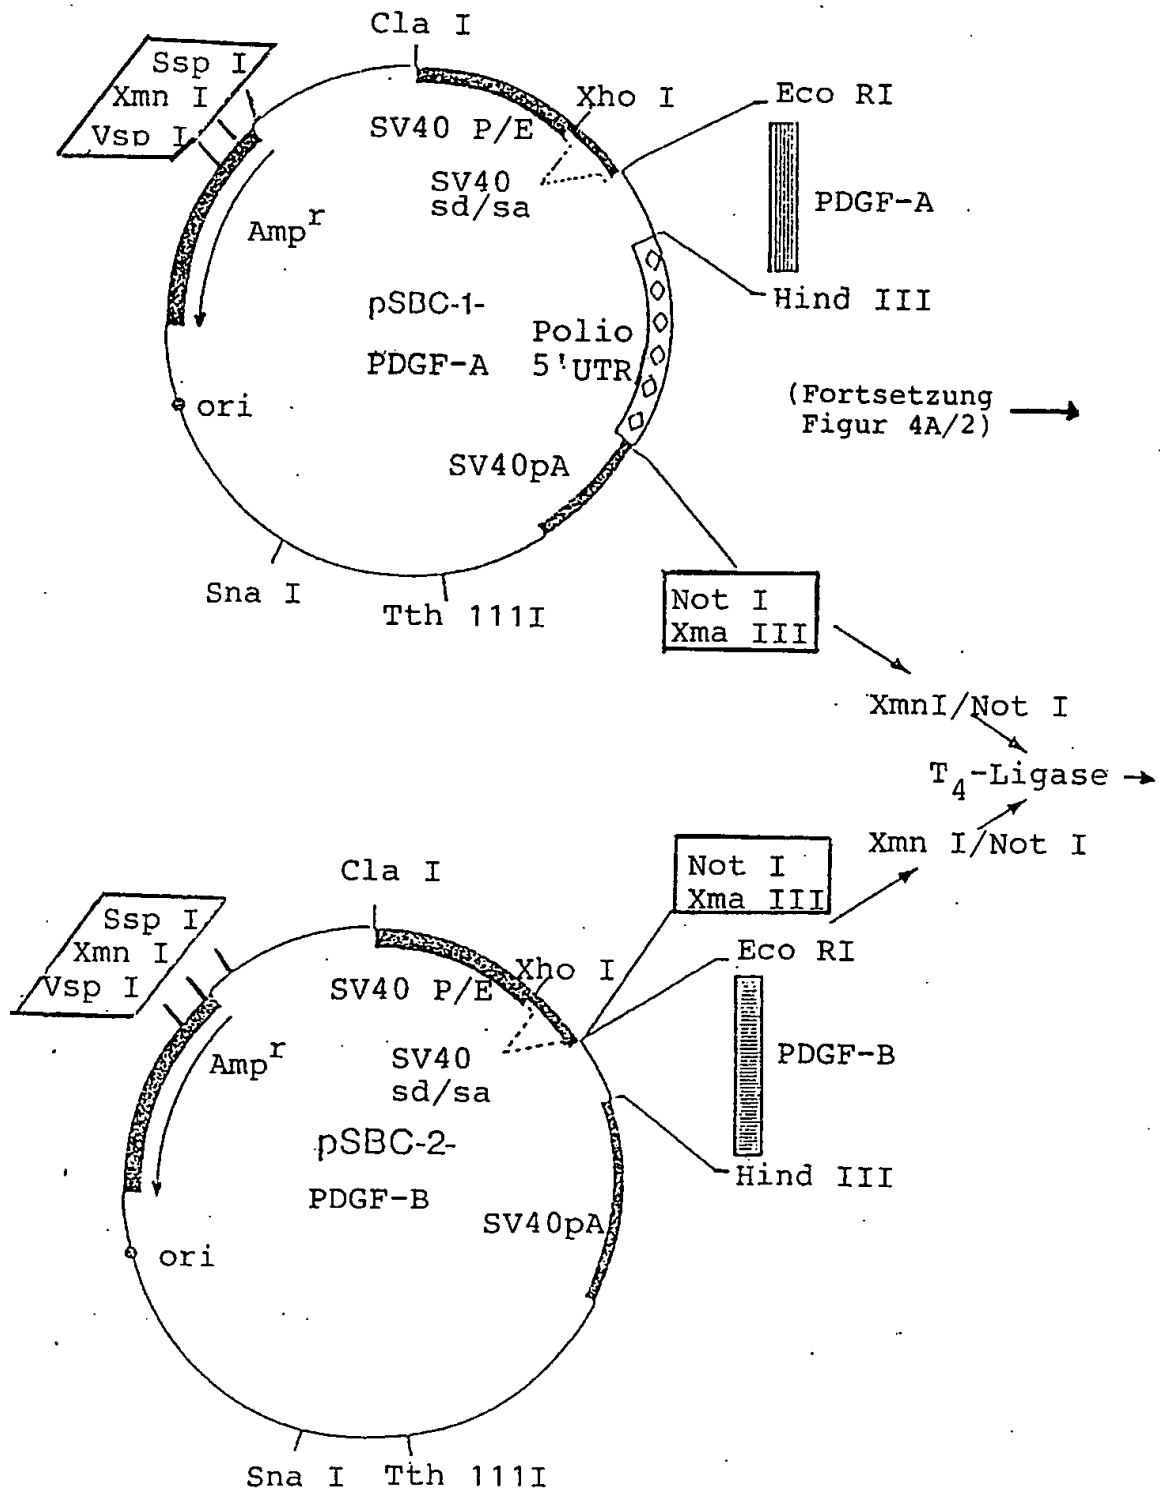 Cla I
Ssp I
Xmn I
Vsp I
Xho I
Eco RI
SV40 P/E
SV40
sd/sa
PDGF-A
Amp^r
Hind III
pSBC-1-
PDGF-A
Polio
5'UTR
ori
(Fortsetzung
Figur 4A/2)
SV40pA
Sna I
Tth 111I
Not I
Xma III
XmnI/Not I
T4-Ligase
Xmn I/Not I
Not I
Xma III
Cla I
Ssp I
Xmn I
Vsp I
Xho I
Eco RI
SV40 P/E
SV40
sd/sa
PDGF-B
Amp^r
pSBC-2-
PDGF-B
Hind III
SV40pA
ori
Sna I
Tth 111I